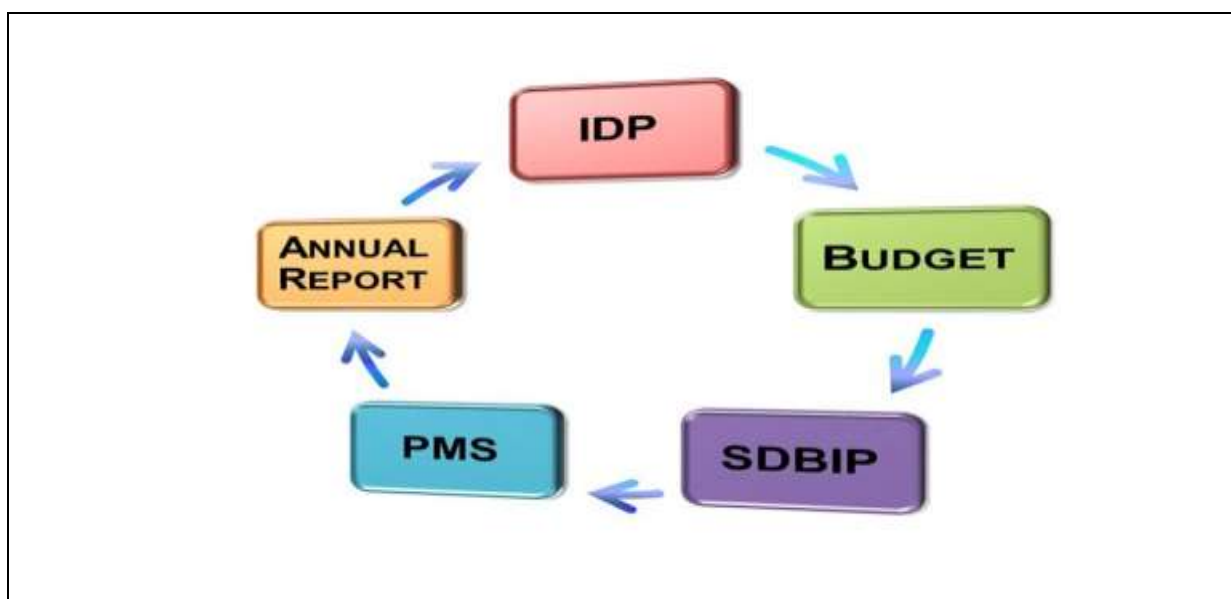 IDP
BUDGET
SDBIP
PMS
ANNUAL
REPORT